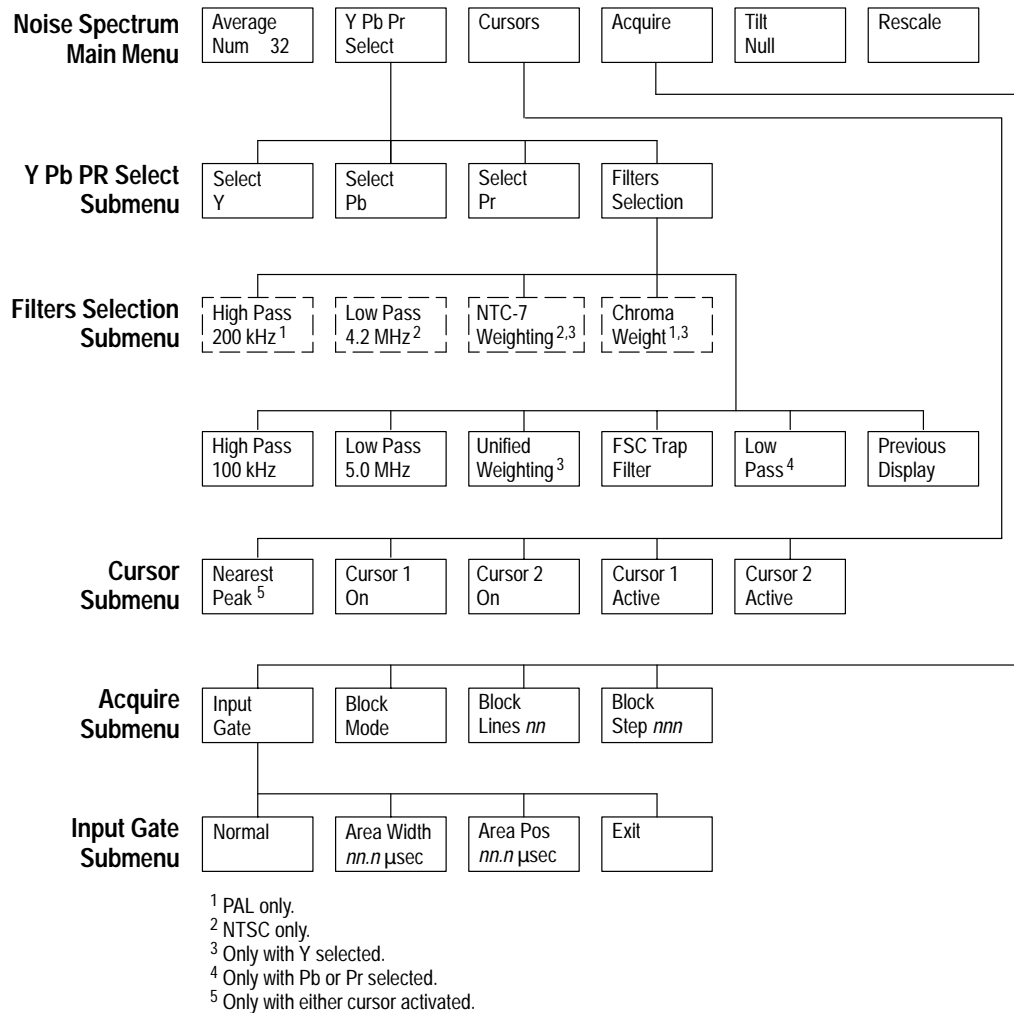 Noise Spectrum
Main Menu
Average
Num 32
Y Pb Pr
Select
Cursors
Acquire
Tilt
Null
Rescale
Y Pb PR Select
Submenu
Select
Y
Select
Pb
Select
Pr
Filters
Selection
Filters Selection
Submenu
High Pass
200 kHz 1
Low Pass
4.2 MHz 2
NTC-7
Weighting 2,3
Chroma
Weight 1,3
High Pass
100 kHz
Low Pass
5.0 MHz
Unified
Weighting 3
FSC Trap
Filter
Low
Pass 4
Previous
Display
Cursor
Submenu
Nearest
Peak 5
Cursor 1
On
Cursor 2
On
Cursor 1
Active
Cursor 2
Active
Acquire
Submenu
Input
Gate
Block
Mode
Block
Lines nn
Block
Step nnn
Input Gate
Submenu
Normal
Area Width
nn.n µsec
Area Pos
nn.n µsec
Exit
1 PAL only.
2 NTSC only.
3 Only with Y selected.
4 Only with Pb or Pr selected.
5 Only with either cursor activated.